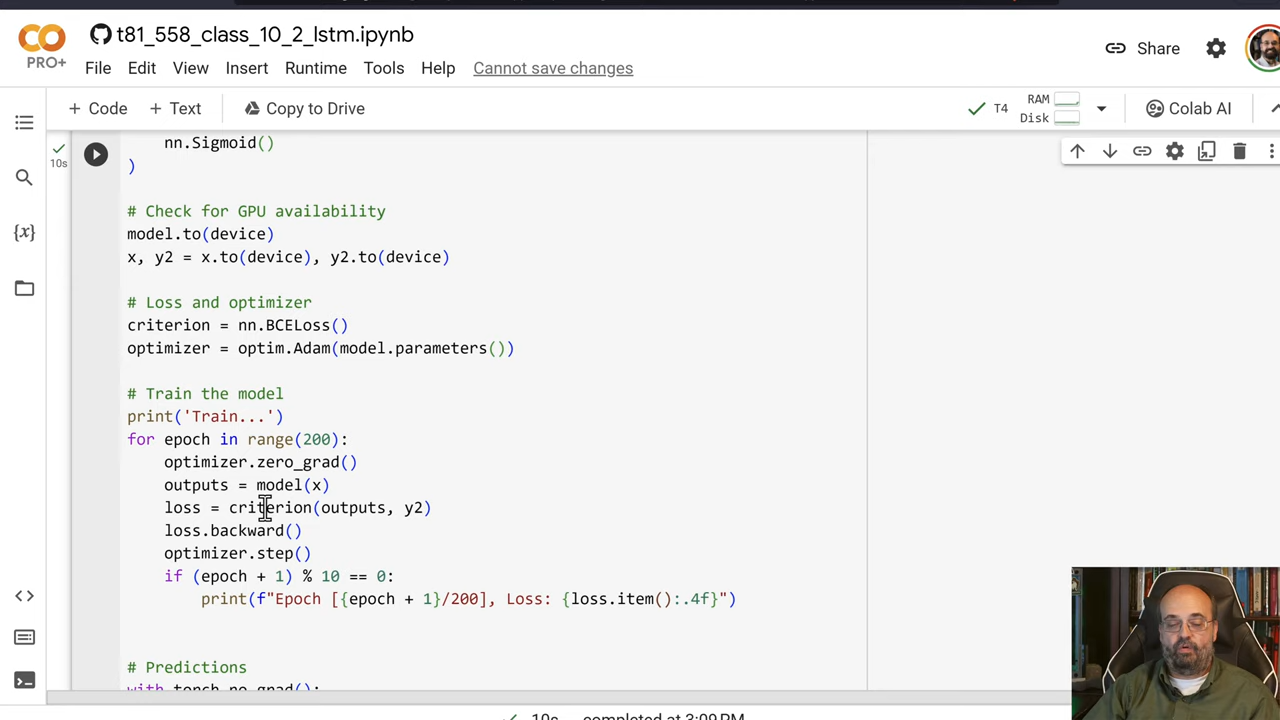 t81_558_class_10_2_lstm.ipynb
PRO+
File Edit View Insert Runtime Tools Help Cannot save changes
Share
+ Code + Text Copy to Drive
T4 RAM Disk
Colab AI
10s
nn.Sigmoid()
)
# Check for GPU availability
model.to(device)
x, y2 = x.to(device), y2.to(device)
# Loss and optimizer
criterion = nn.BCELoss()
optimizer = optim.Adam(model.parameters())
# Train the model
print('Train...')
for epoch in range(200):
optimizer.zero_grad()
outputs = model(x)
loss = criterion(outputs, y2)
loss.backward()
optimizer.step()
if (epoch + 1) % 10 == 0:
print(f"Epoch [{epoch + 1}/200], Loss: {loss.item():.4f}")
# Predictions
with torch.no_grad():
10s completed at 3:09 PM